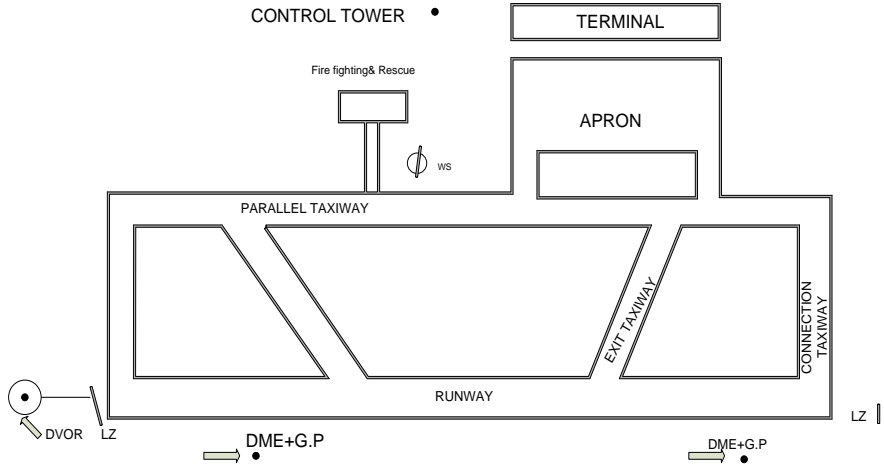 CONTROL TOWER
TERMINAL
Fire fighting& Rescue
APRON
WS
PARALLEL TAXIWAY
EXIT TAXIWAY
CONNECTION
TAXIWAY
RUNWAY
LZ
DVOR
LZ
DME+G.P
DME+G.P